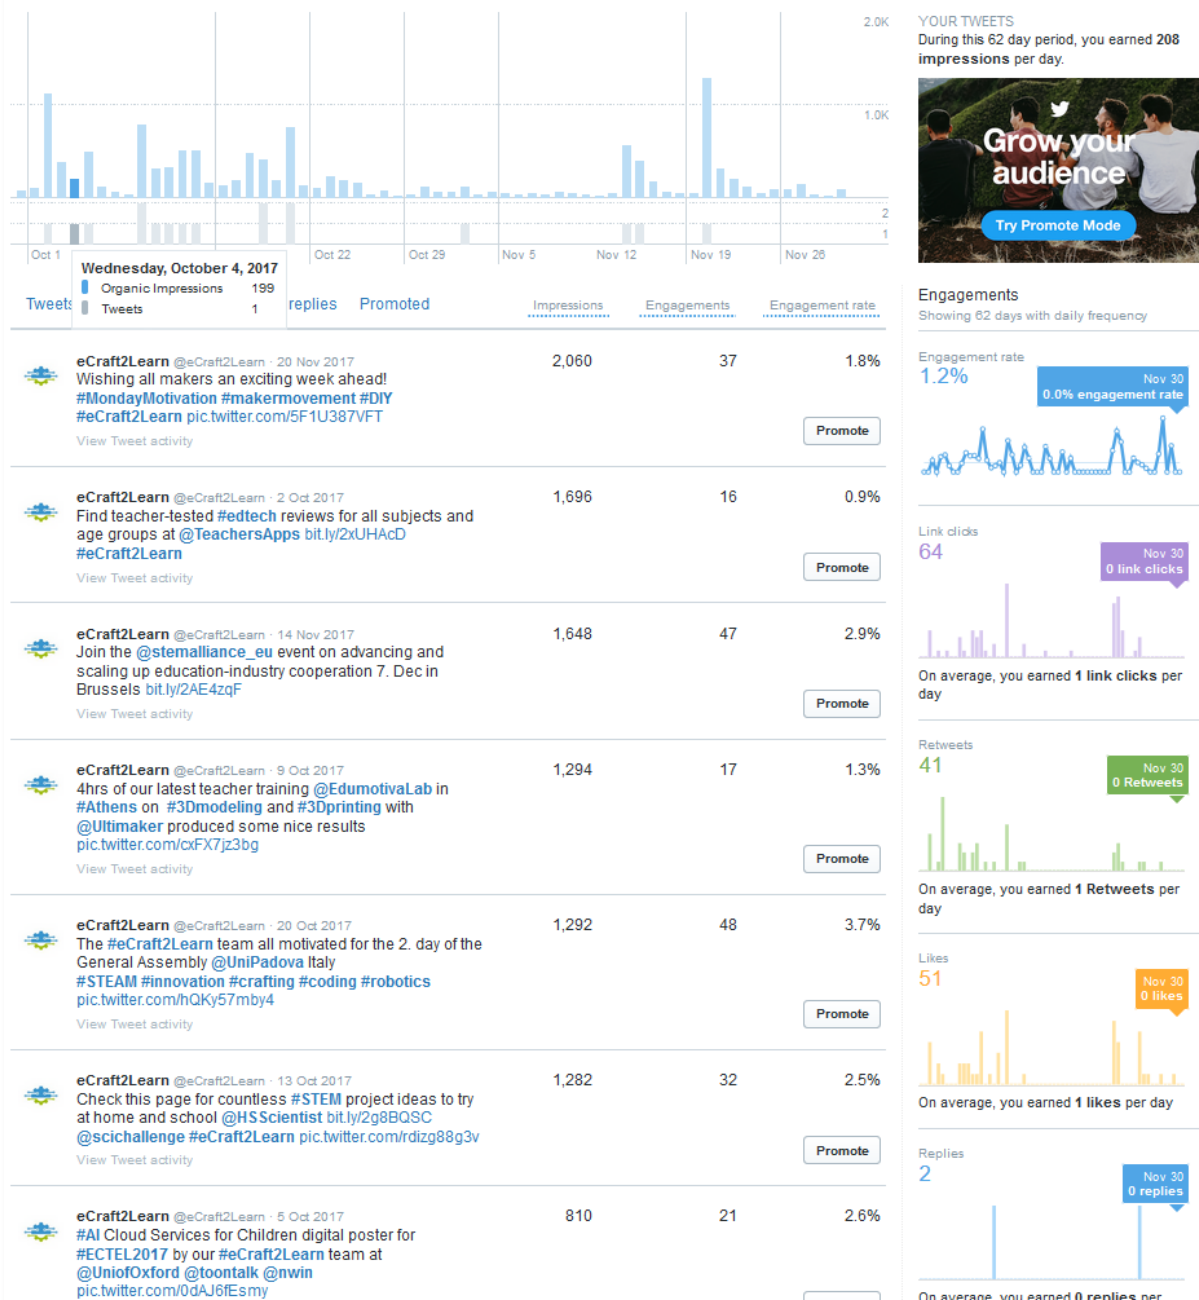 2.0K
1.0K
2
1
Oct 1
Oct 22
Oct 29
Nov 5
Nov 12
Nov 19
Nov 26
Wednesday, October 4, 2017
Organic Impressions 199
Tweets 1
Tweets replies Promoted
Impressions Engagements Engagement rate
eCraft2Learn @eCraft2Learn · 20 Nov 2017
Wishing all makers an exciting week ahead!
#MondayMotivation #makermovement #DIY
#eCraft2Learn pic.twitter.com/5F1U387VFT
View Tweet activity
2,060 37 1.8%
Promote
eCraft2Learn @eCraft2Learn · 2 Oct 2017
Find teacher-tested #edtech reviews for all subjects and
age groups at @TeachersApps bit.ly/2xUHAcD
#eCraft2Learn
View Tweet activity
1,696 16 0.9%
Promote
eCraft2Learn @eCraft2Learn · 14 Nov 2017
Join the @stemalliance_eu event on advancing and
scaling up education-industry cooperation 7. Dec in
Brussels bit.ly/2AE4zqF
View Tweet activity
1,648 47 2.9%
Promote
eCraft2Learn @eCraft2Learn · 9 Oct 2017
4hrs of our latest teacher training @EdumotivaLab in
#Athens on #3Dmodeling and #3Dprinting with
@Ultimaker produced some nice results
pic.twitter.com/cxFX7jz3bg
View Tweet activity
1,294 17 1.3%
Promote
eCraft2Learn @eCraft2Learn · 20 Oct 2017
The #eCraft2Learn team all motivated for the 2. day of the
General Assembly @UniPadova Italy
#STEAM #innovation #crafting #coding #robotics
pic.twitter.com/hQKy57mby4
View Tweet activity
1,292 48 3.7%
Promote
eCraft2Learn @eCraft2Learn · 13 Oct 2017
Check this page for countless #STEM project ideas to try
at home and school @HSScientist bit.ly/2g8BQSC
@scichallenge #eCraft2Learn pic.twitter.com/rdizg88g3v
View Tweet activity
1,282 32 2.5%
Promote
eCraft2Learn @eCraft2Learn · 5 Oct 2017
#AI Cloud Services for Children digital poster for
#ECTEL2017 by our #eCraft2Learn team at
@UniofOxford @toontalk @nwin
pic.twitter.com/0dAJ6fEsmy
810 21 2.6%
YOUR TWEETS
During this 62 day period, you earned 208
impressions per day.
Grow your
audience
Try Promote Mode
Engagements
Showing 62 days with daily frequency
Engagement rate
1.2%
Nov 30
0.0% engagement rate
Link clicks
64
Nov 30
0 link clicks
On average, you earned 1 link clicks per
day
Retweets
41
Nov 30
0 Retweets
On average, you earned 1 Retweets per
day
Likes
51
Nov 30
0 likes
On average, you earned 1 likes per day
Replies
2
Nov 30
0 replies
On average, you earned 0 replies per